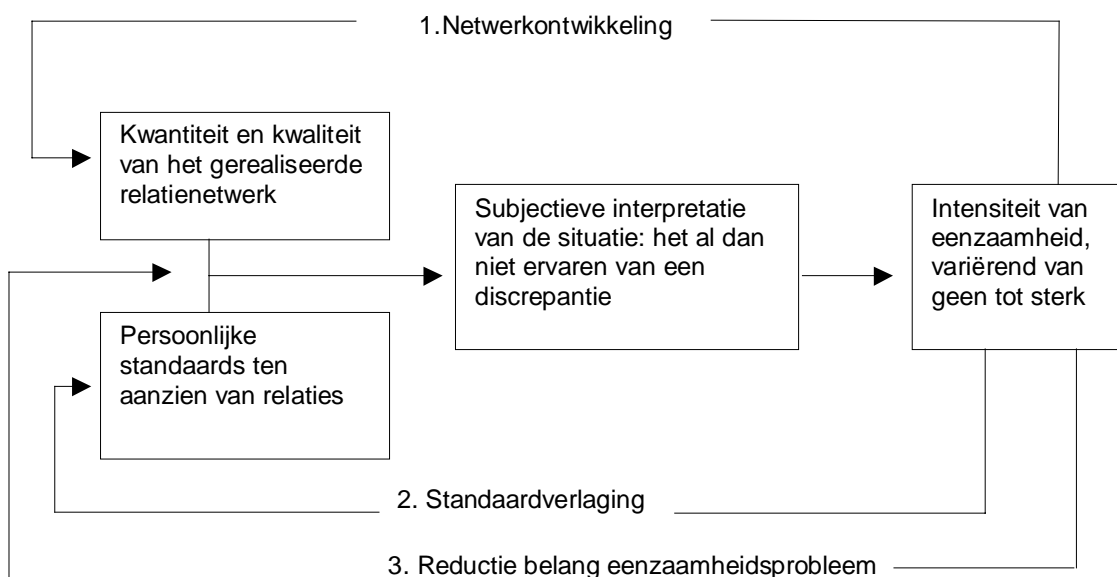 1.Netwerkontwikkeling
Kwantiteit en kwaliteit
van het gerealiseerde
relatienetwerk
Subjectieve interpretatie
van de situatie: het al dan
niet ervaren van een
discrepantie
Intensiteit van
eenzaamheid,
variërend van
geen tot sterk
Persoonlijke
standaards ten
aanzien van relaties
2. Standaardverlaging
3. Reductie belang eenzaamheidsprobleem